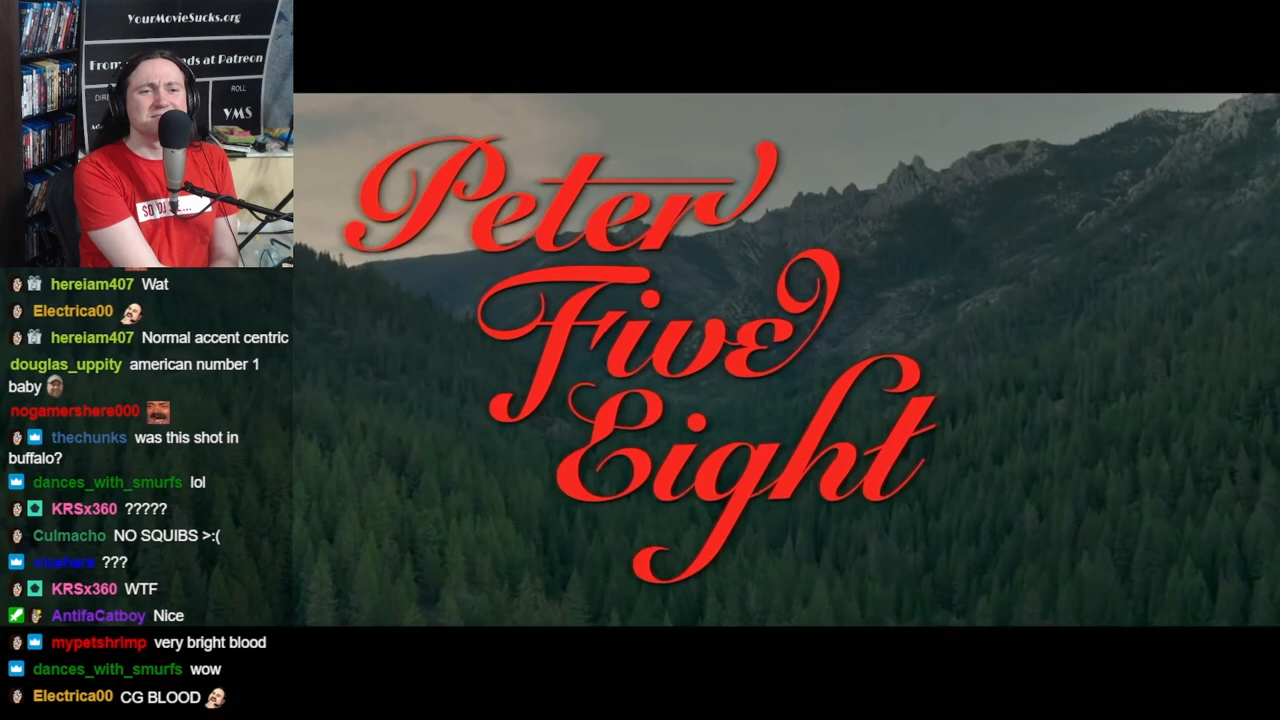 YourMovieSucks.org
at Patreon
ROLL
YMS
Peter
Five
Eight
hereiam407 Wat
Electrica00
hereiam407 Normal accent centric
douglas_uppity american number 1
baby
nogamershere000
thechunks was this shot in
buffalo?
dances_with_smurfs lol
KRSx360 ?????
Culmacho NO SQUIBS >:(
???
KRSx360 WTF
AntifaCatboy Nice
mypetshrimp very bright blood
dances_with_smurfs wow
Electrica00 CG BLOOD